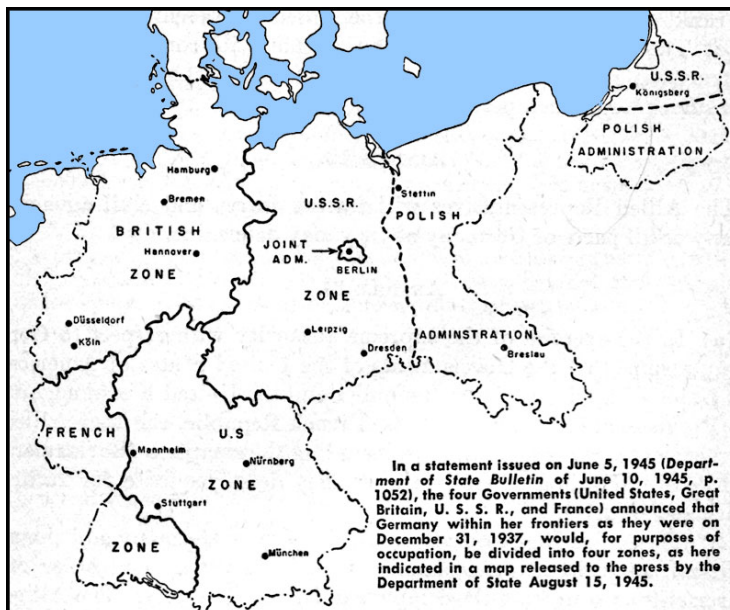 U.S.S.R.
Königsberg
POLISH
ADMINISTRATION
Hamburg
Bremen
BRITISH
Hannover
ZONE
Düsseldorf
Köln
U.S.S.R.
Stettin
POLISH
JOINT
ADM.
BERLIN
ZONE
Leipzig
Dresden
ADMINSTRATION
Breslau
FRENCH
Mannheim
U.S
Nürnberg
ZONE
Stuttgart
ZONE
München
In a statement issued on June 5, 1945 (Depart-
ment of State Bulletin of June 10, 1945, p.
1052), the four Governments (United States, Great
Britain, U. S. S. R., and France) announced that
Germany within her frontiers as they were on
December 31, 1937, would, for purposes of
occupation, be divided into four zones, as here
indicated in a map released to the press by the
Department of State August 15, 1945.